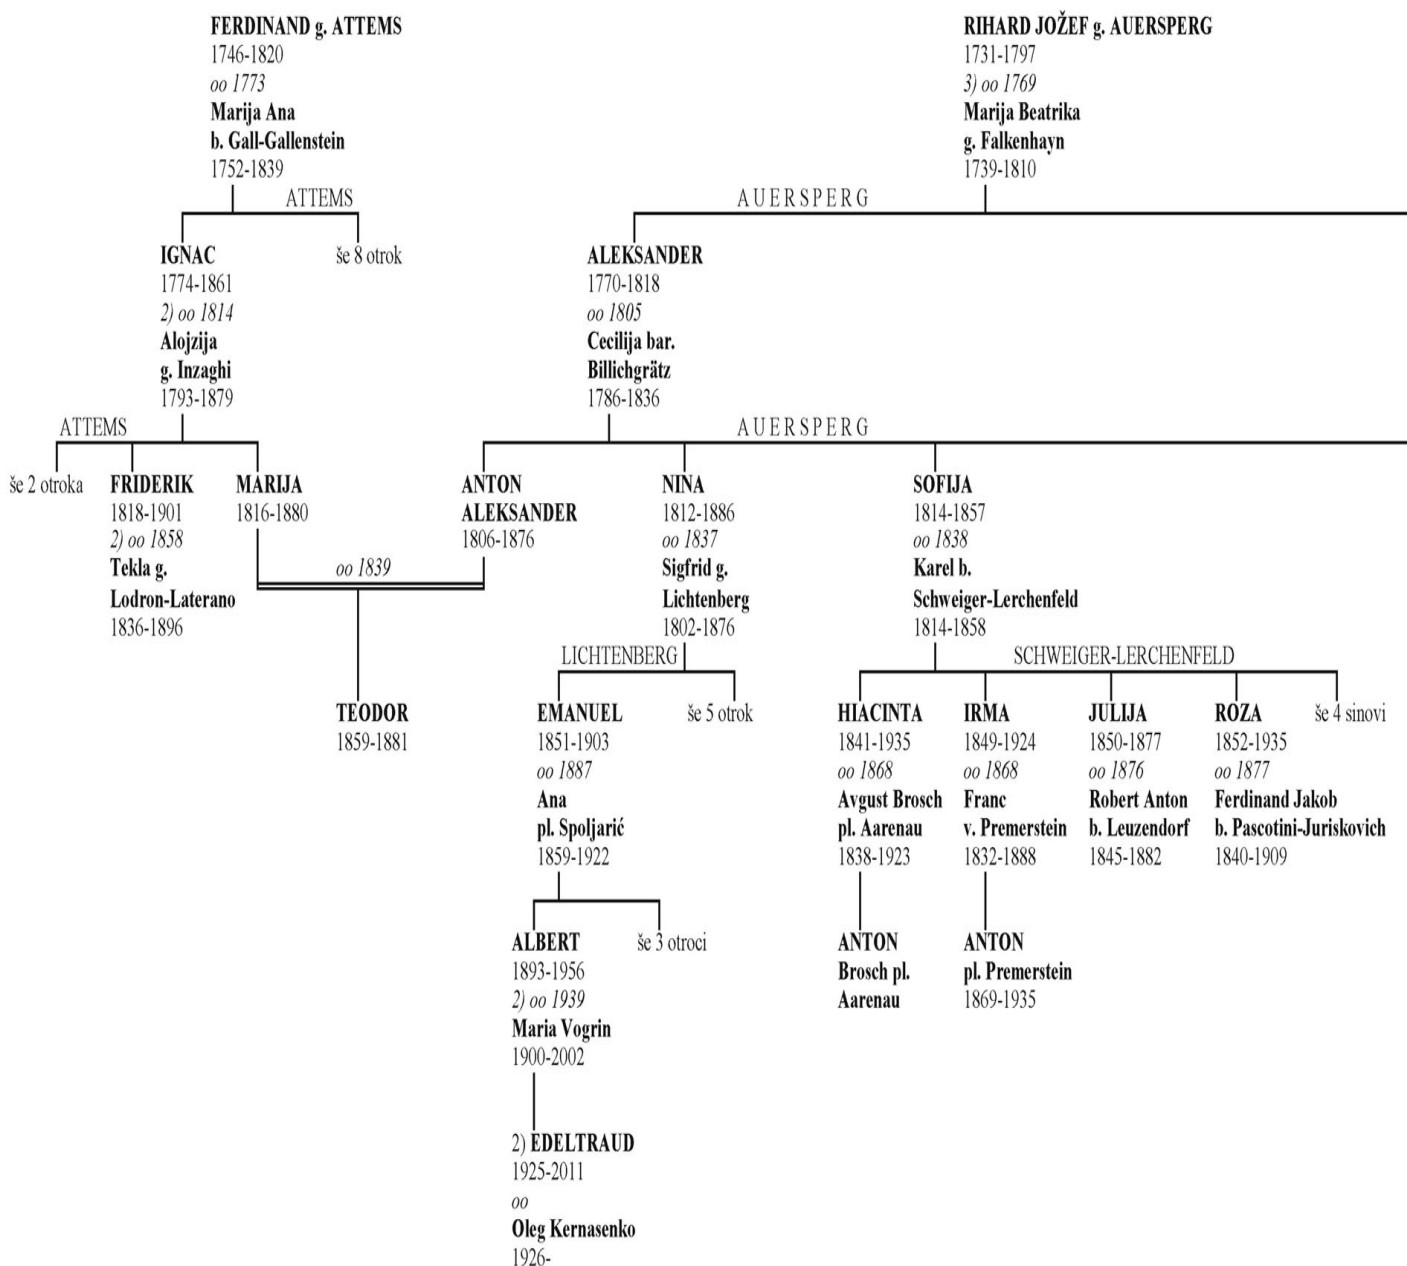 FERDINAND g. ATTEMS
1746-1820
oo 1773
Marija Ana
b. Gall-Gallenstein
1752-1839
RIHARD JOŽEF g. AUERSPERG
1731-1797
3) oo 1769
Marija Beatrika
g. Falkenhayn
1739-1810
ATTEMS
AUERSPERG
IGNAC
1774-1861
2) oo 1814
Alojzija
g. Inzaghi
1793-1879
še 8 otrok
ALEKSANDER
1770-1818
oo 1805
Cecilija bar.
Billichgrätz
1786-1836
ATTEMS
AUERSPERG
še 2 otroka
FRIDERIK
1818-1901
2) oo 1858
Tekla g.
Lodron-Laterano
1836-1896
MARIJA
1816-1880
oo 1839
ANTON
ALEKSANDER
1806-1876
NINA
1812-1886
oo 1837
Sigfrid g.
Lichtenberg
1802-1876
SOFIJA
1814-1857
oo 1838
Karel b.
Schweiger-Lerchenfeld
1814-1858
LICHTENBERG
SCHWEIGER-LERCHENFELD
TEODOR
1859-1881
EMANUEL
1851-1903
oo 1887
Ana
pl. Spoljarić
1859-1922
še 5 otrok
HIACINTA
1841-1935
oo 1868
Avgust Brosch
pl. Aarenau
1838-1923
IRMA
1849-1924
oo 1868
Franc
v. Premerstein
1832-1888
JULIJA
1850-1877
oo 1876
Robert Anton
b. Leuzendorf
1845-1882
ROZA
1852-1935
oo 1877
Ferdinand Jakob
b. Pascotini-Juriskovich
1840-1909
še 4 sinovi
ALBERT
1893-1956
2) oo 1939
Maria Vogrin
1900-2002
še 3 otroci
ANTON
Brosch pl.
Aarenau
ANTON
pl. Premerstein
1869-1935
2) EDELTRAUD
1925-2011
oo
Oleg Kernasenko
1926-